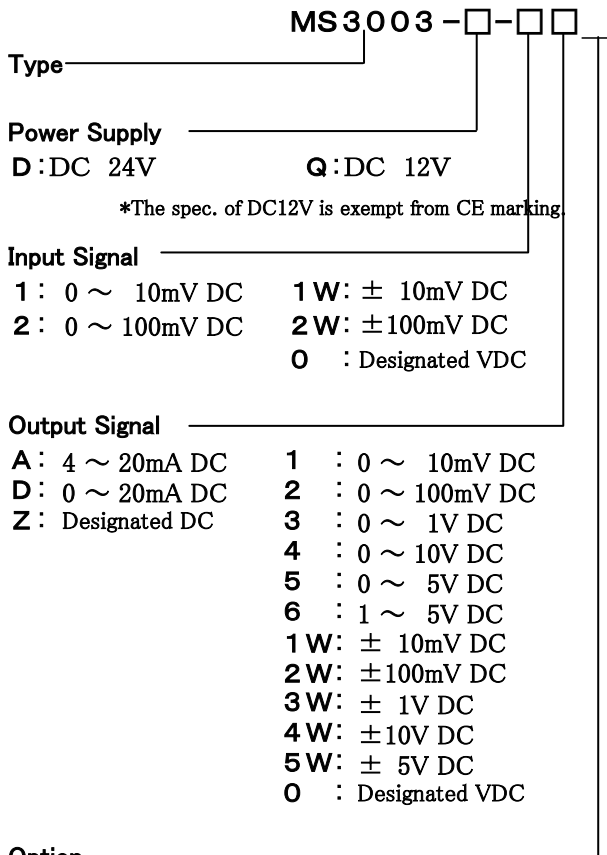 MS3003-□-□□
Type
Power Supply
D:DC 24V Q:DC 12V
*The spec. of DC12V is exempt from CE marking.
Input Signal
1: 0 ~ 10mV DC 1W: ± 10mV DC
2: 0 ~ 100mV DC 2W: ±100mV DC
0 : Designated VDC
Output Signal
A: 4 ~ 20mA DC 1 : 0 ~ 10mV DC
D: 0 ~ 20mA DC 2 : 0 ~ 100mV DC
Z: Designated DC 3 : 0 ~ 1V DC
4 : 0 ~ 10V DC
5 : 0 ~ 5V DC
6 : 1 ~ 5V DC
1W: ± 10mV DC
2W: ±100mV DC
3W: ± 1V DC
4W: ±10V DC
5W: ± 5V DC
0 : Designated VDC
Option